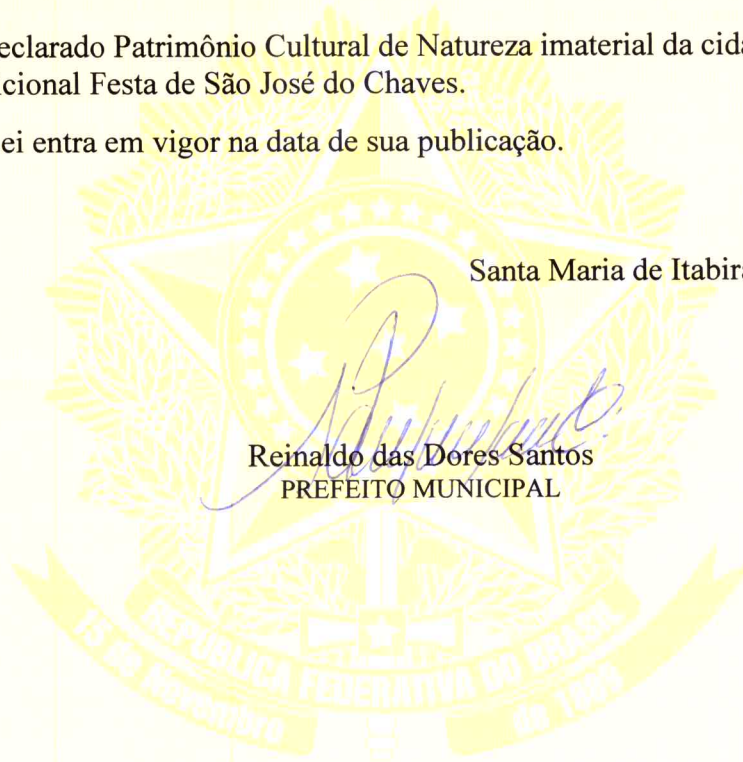 eclarado Patrimônio Cultural de Natureza imaterial da cida
icional Festa de São José do Chaves.
ei entra em vigor na data de sua publicação.
Santa Maria de Itabira
Reinaldo das Dores Santos
PREFEITO MUNICIPAL
REPÚBLICA FEDERATIVA DO BRASIL
15 de Novembro
de 1889